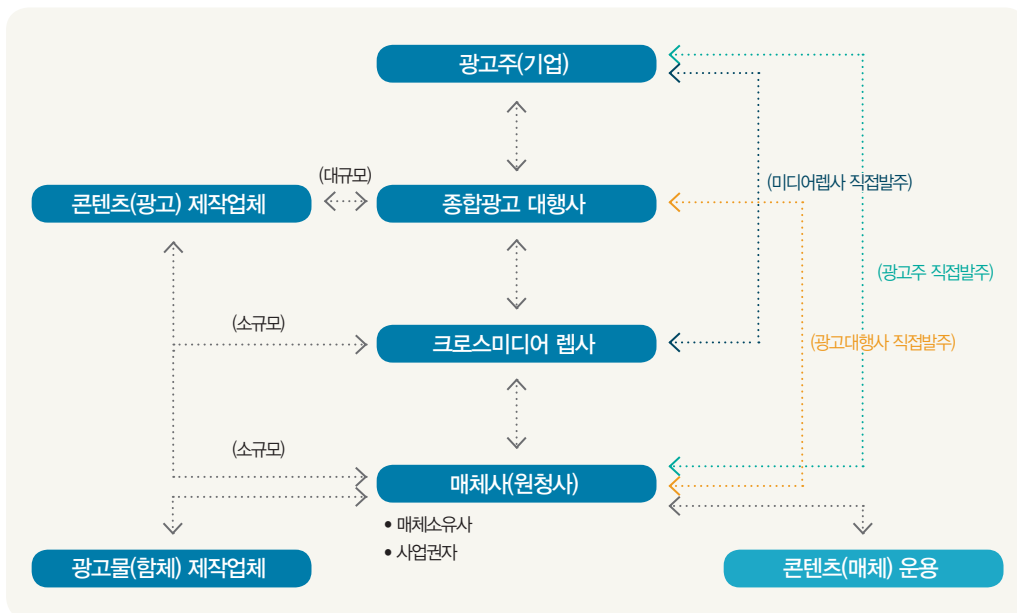 광고주(기업)
(대규모)
(미디어렙사 직접발주)
콘텐츠(광고) 제작업체
종합광고 대행사
(광고주 직접발주)
(소규모)
크로스미디어 렙사
(광고대행사 직접발주)
(소규모)
매체사(원청사)
• 매체소유사
• 사업권자
광고물(함체) 제작업체
콘텐츠(매체) 운용